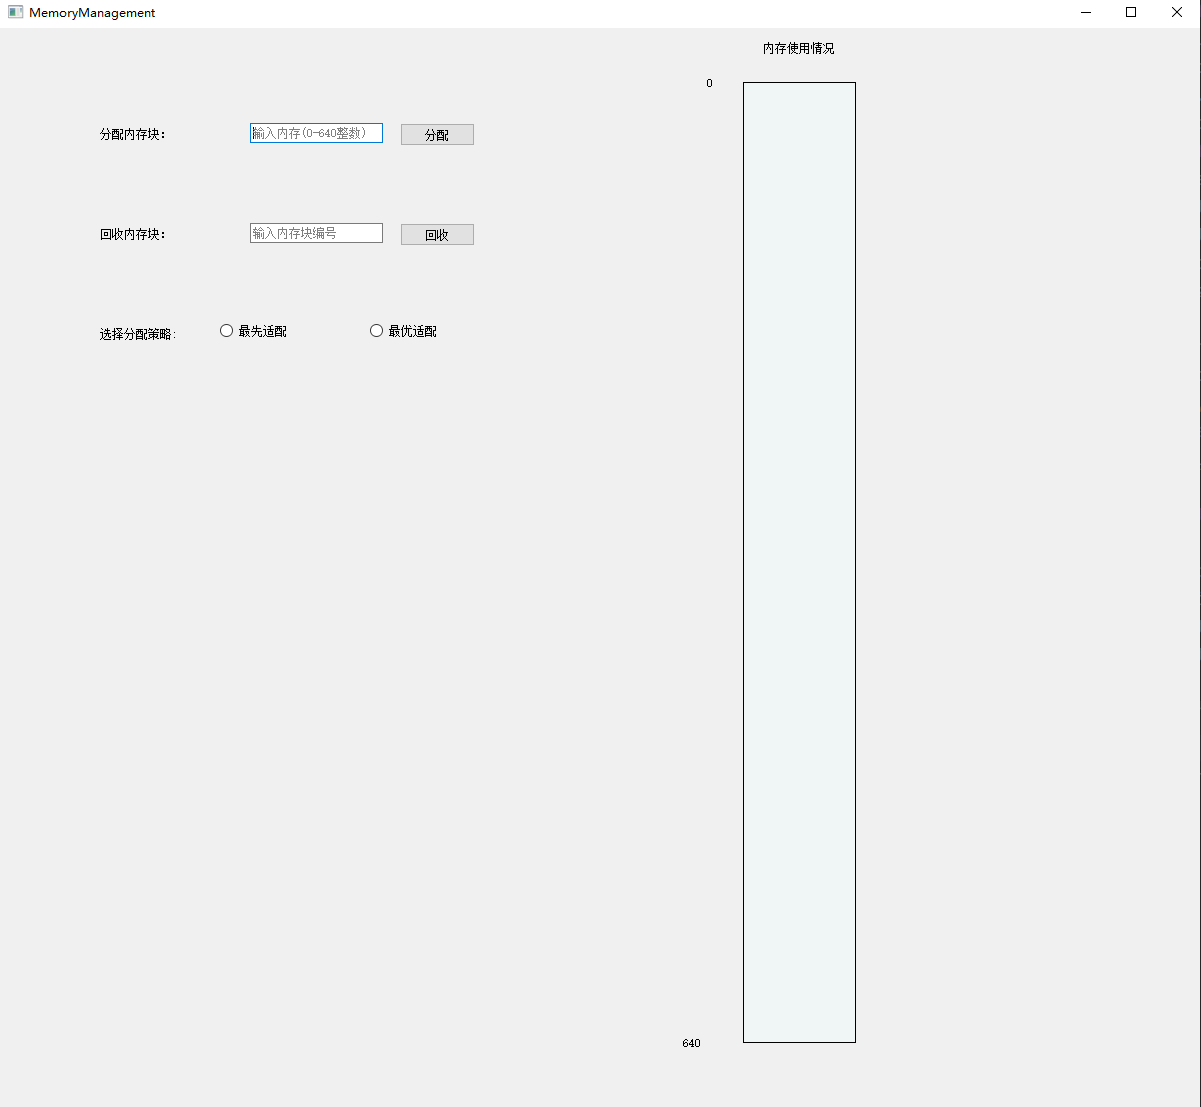 MemoryManagement
内存使用情况
0
分配内存块：
输入内存(0-640整数)
分配
回收内存块：
输入内存块编号
回收
选择分配策略:
最先适配
最优适配
640